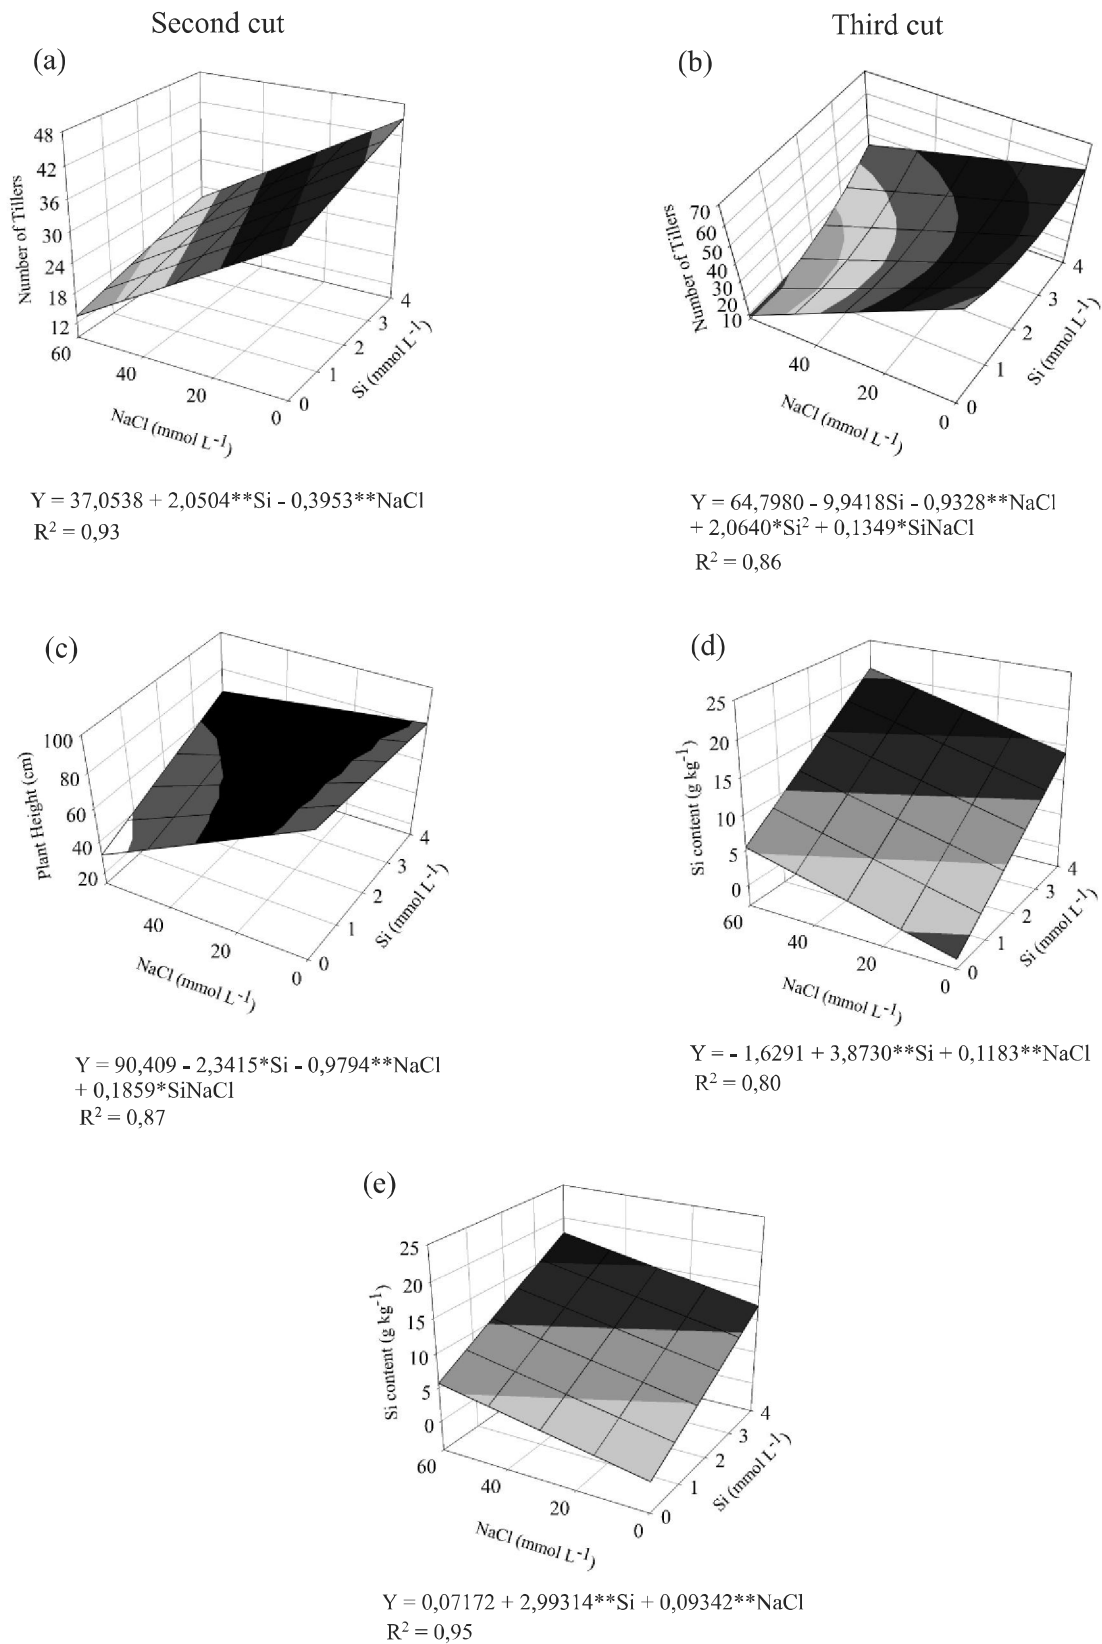 Second cut
Third cut
(a)
Number of Tillers
48
42
36
30
24
18
12
60
40
20
0
NaCl (mmol L-1)
0
1
2
3
4
Si (mmol L-1)
Y = 37,0538 + 2,0504**Si - 0,3953**NaCl
R2 = 0,93
(b)
Number of Tillers
70
60
50
40
30
20
10
40
20
0
NaCl (mmol L-1)
0
1
2
3
4
Si (mmol L-1)
Y = 64,7980 - 9,9418Si - 0,9328**NaCl
+ 2,0640*Si2 + 0,1349*SiNaCl
R2 = 0,86
(c)
Plant Height (cm)
100
80
60
40
20
40
20
0
NaCl (mmol L-1)
0
1
2
3
4
Si (mmol L-1)
Y = 90,409 - 2,3415*Si - 0,9794**NaCl
+ 0,1859*SiNaCl
R2 = 0,87
(d)
Si content (g kg-1)
25
20
15
10
5
0
60
40
20
0
NaCl (mmol L-1)
0
1
2
3
4
Si (mmol L-1)
Y = - 1,6291 + 3,8730**Si + 0,1183**NaCl
R2 = 0,80
(e)
Si content (g kg-1)
25
20
15
10
5
0
60
40
20
0
NaCl (mmol L-1)
0
1
2
3
4
Si (mmol L-1)
Y = 0,07172 + 2,99314**Si + 0,09342**NaCl
R2 = 0,95